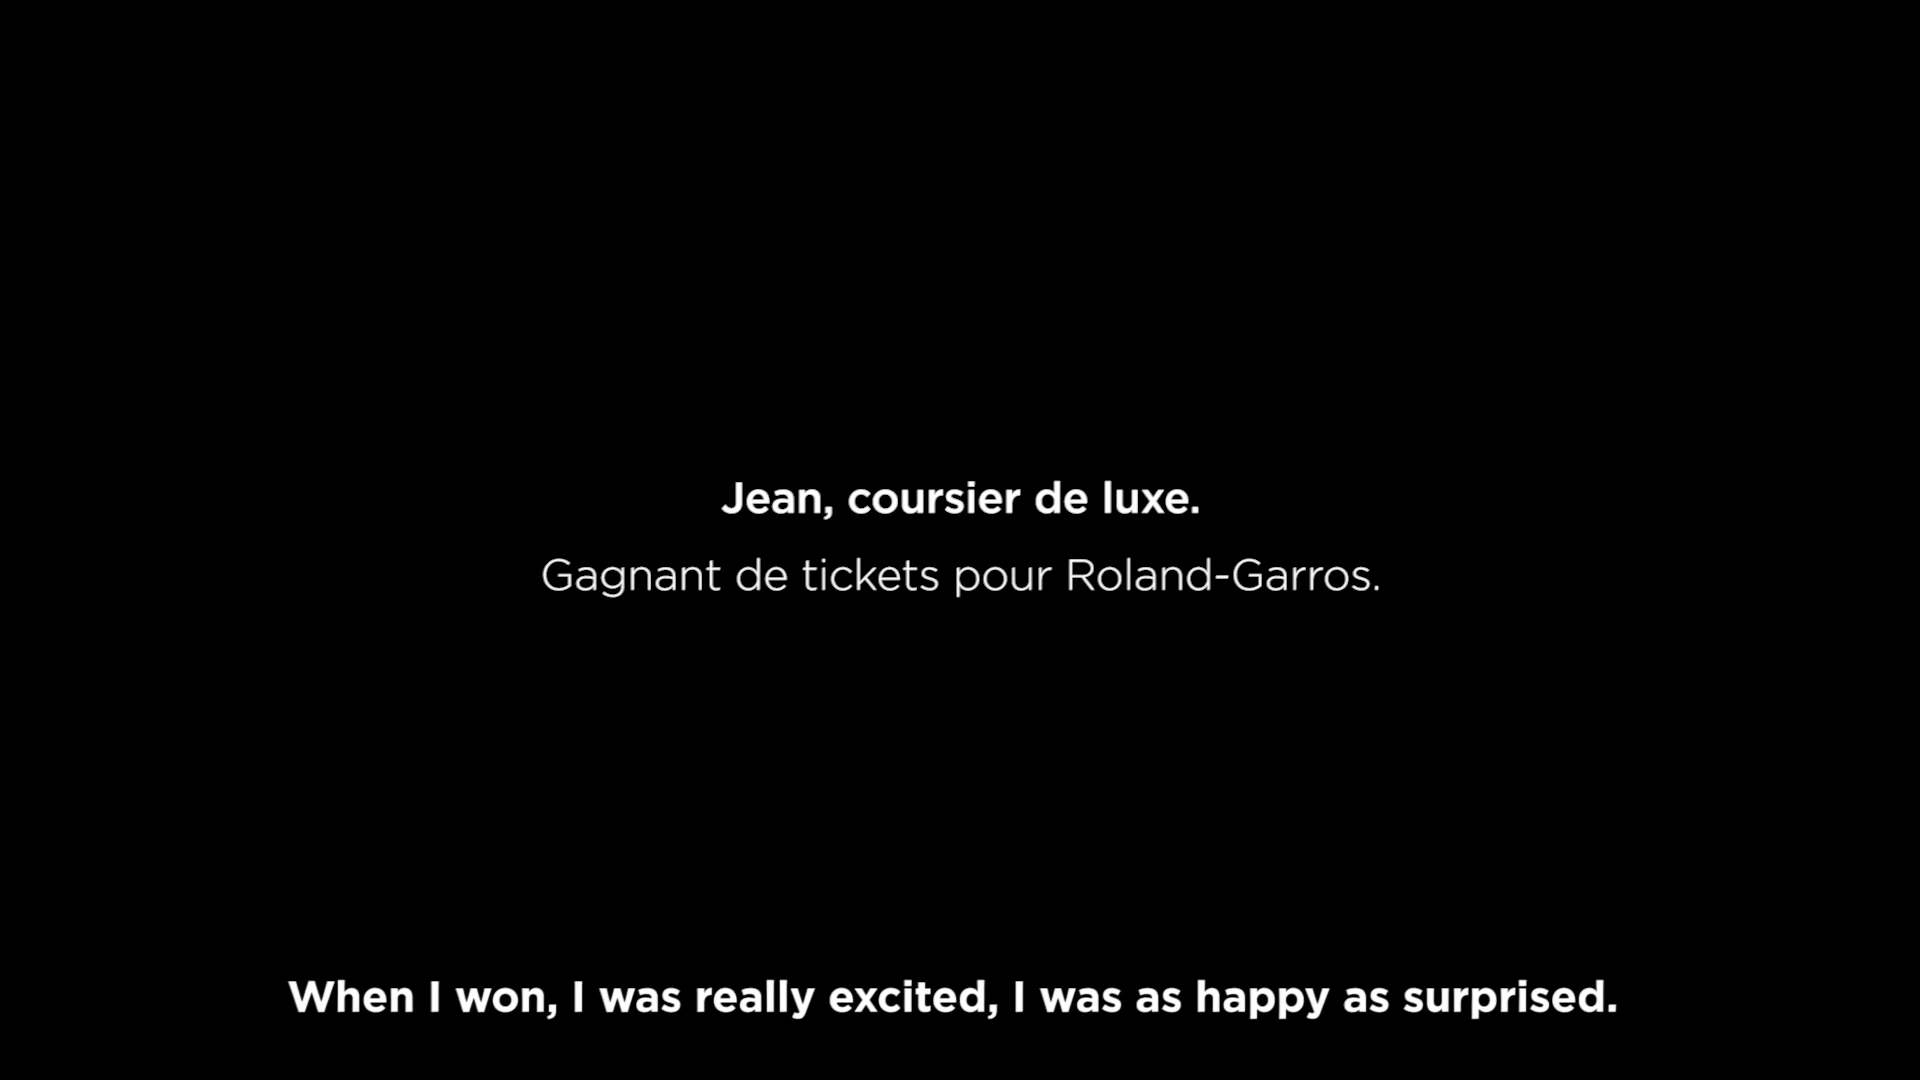 Jean, coursier de luxe.
Gagnant de tickets pour Roland-Garros.
When I won, I was really excited, I was as happy as surprised.